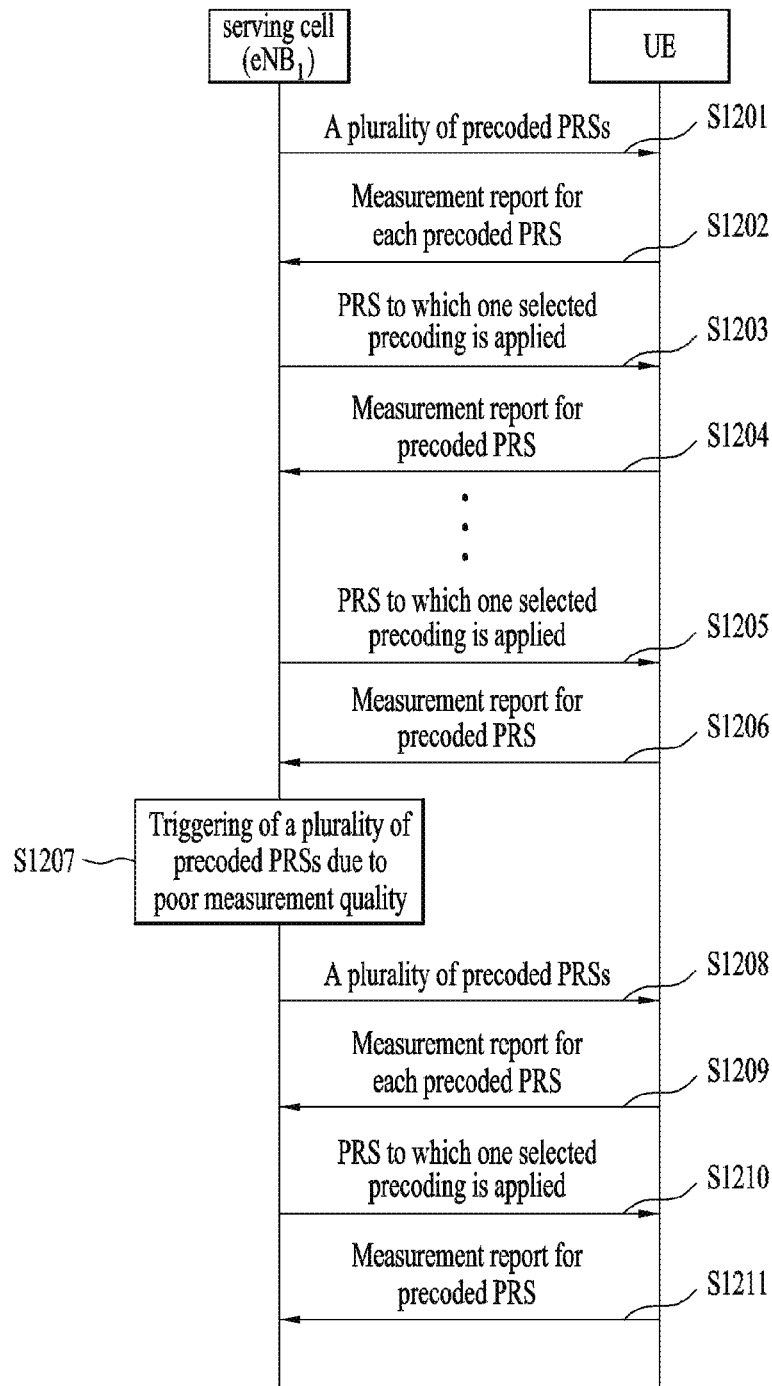 serving cell
(eNB1)
UE
A plurality of precoded PRSs
S1201
Measurement report for
each precoded PRS
S1202
PRS to which one selected
precoding is applied
S1203
Measurement report for
precoded PRS
S1204
PRS to which one selected
precoding is applied
S1205
Measurement report for
precoded PRS
S1206
S1207
Triggering of a plurality of
precoded PRSs due to
poor measurement quality
A plurality of precoded PRSs
S1208
Measurement report for
each precoded PRS
S1209
PRS to which one selected
precoding is applied
S1210
Measurement report for
precoded PRS
S1211